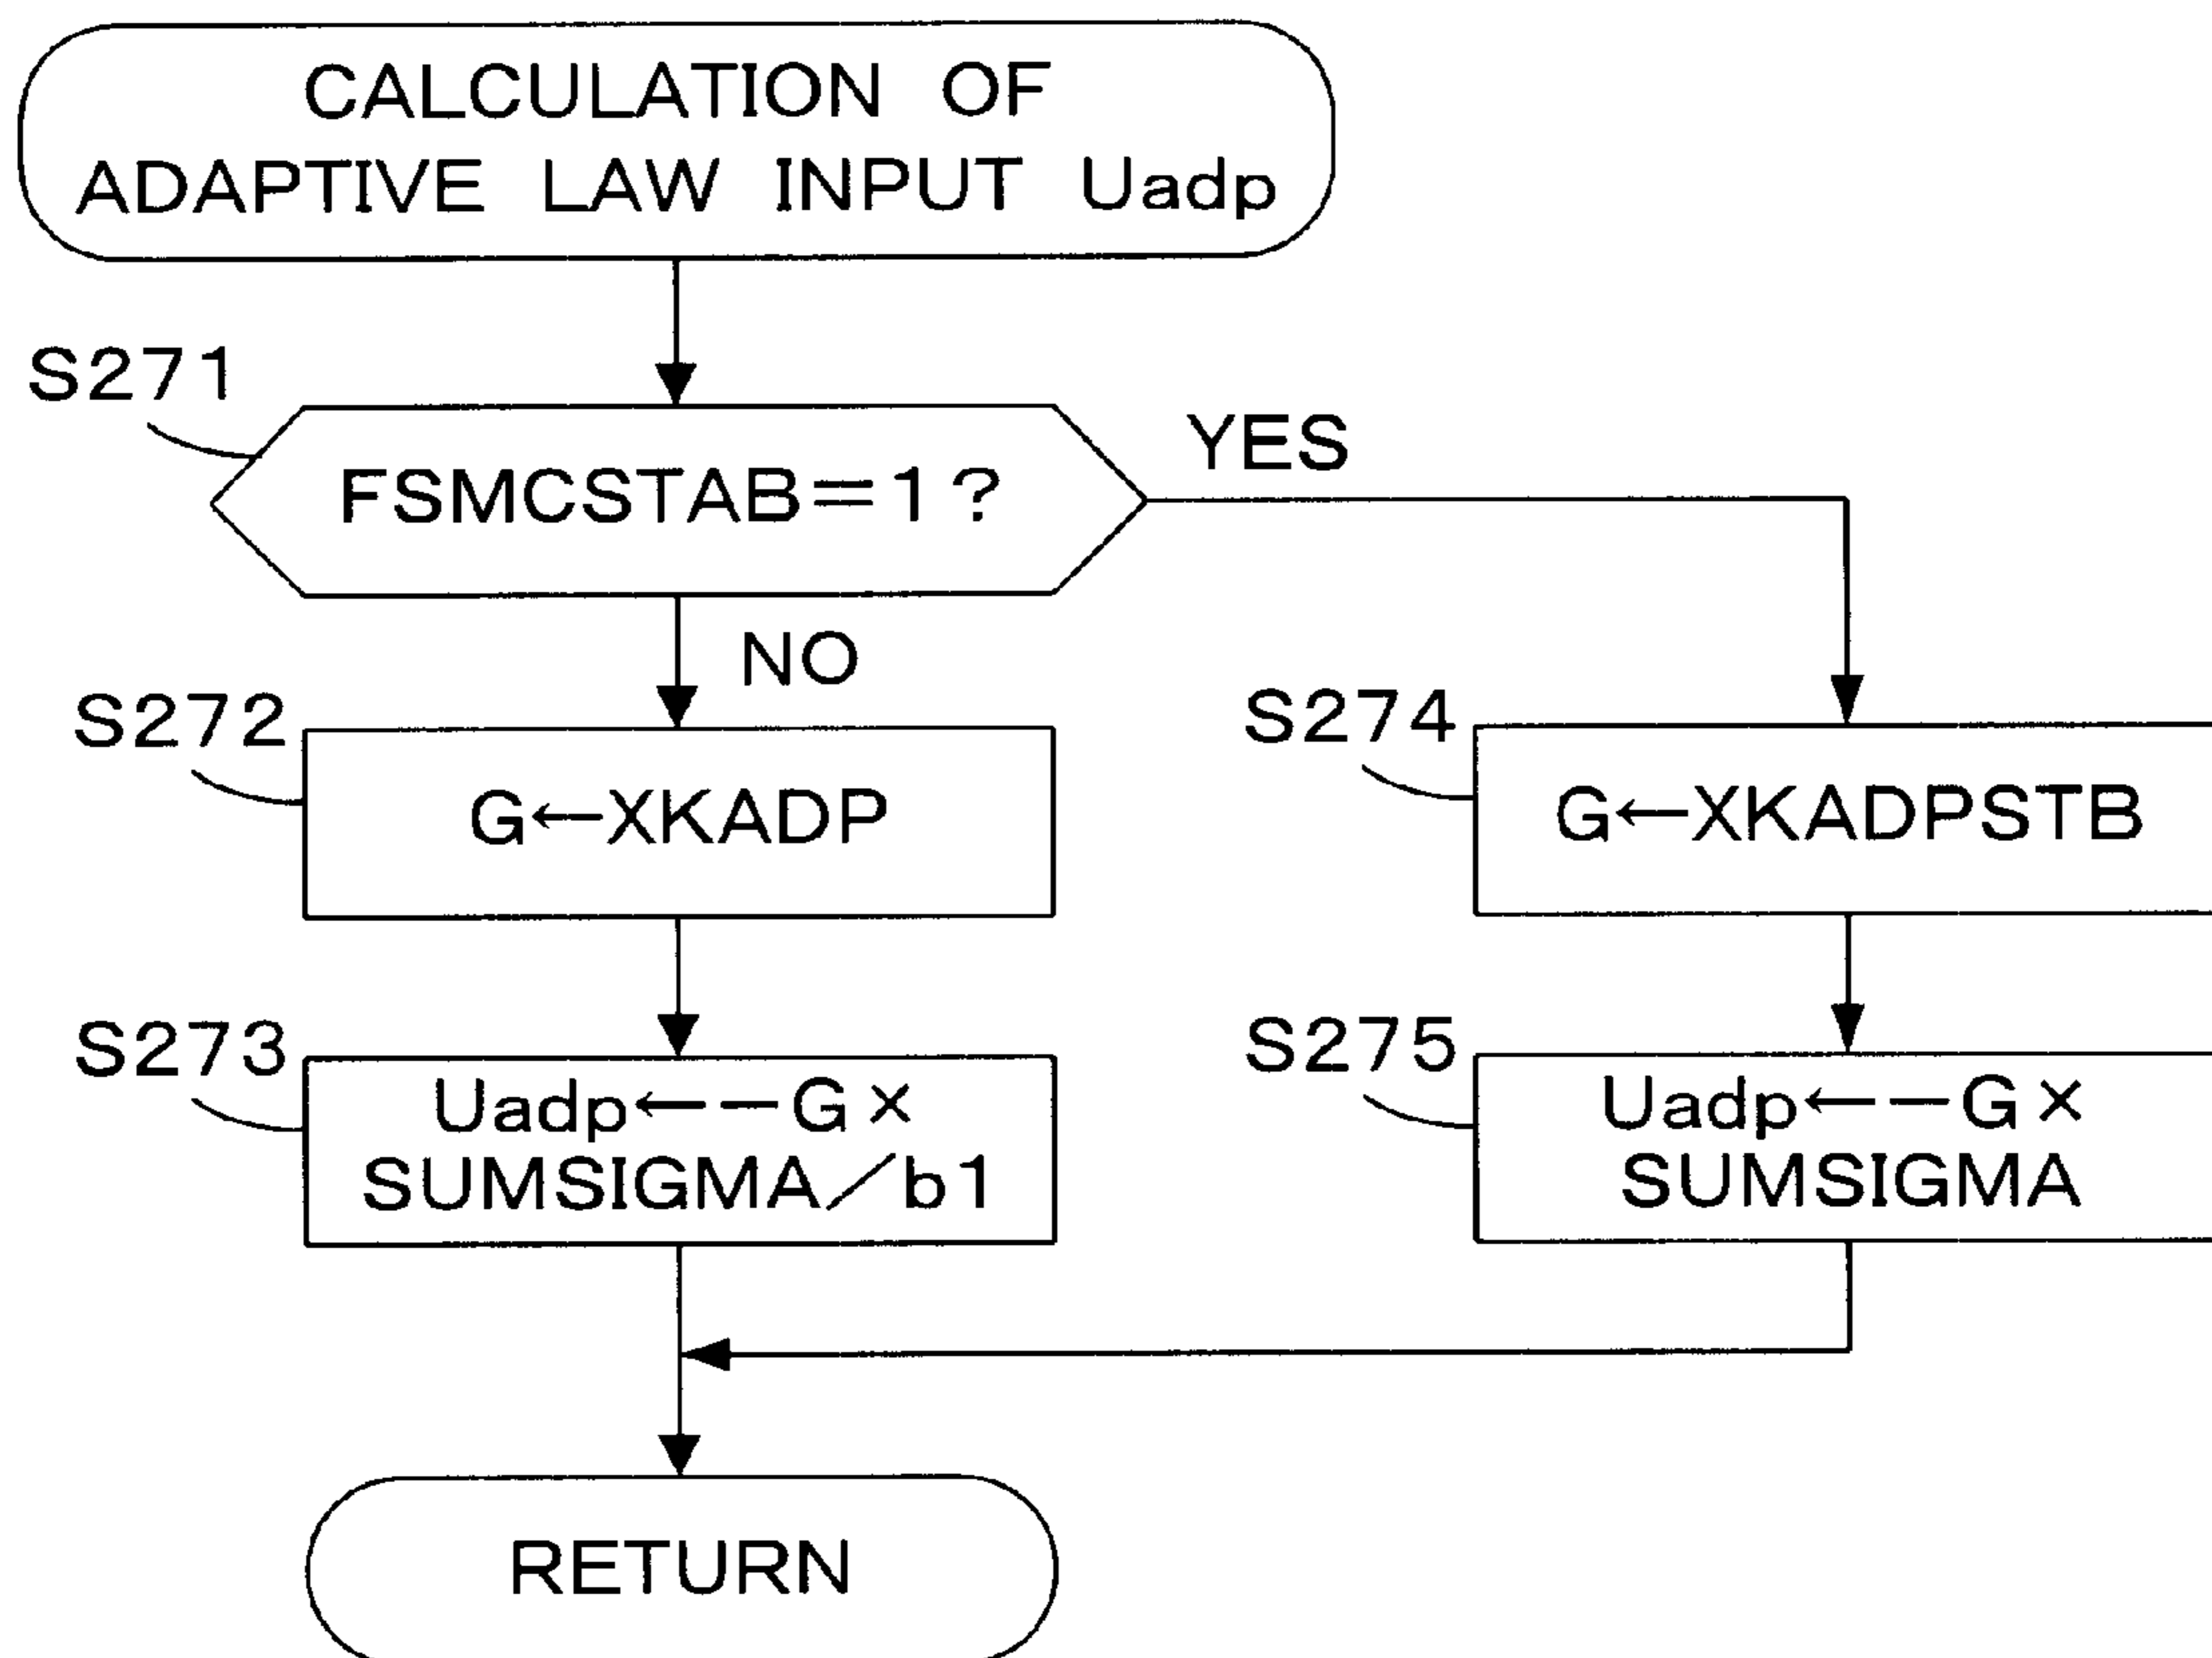 CALCULATION OF
ADAPTIVE LAW INPUT Uadp
S271
FSMCSTAB=1?
YES
NO
S272
G←XKADP
S274
G←XKADPSTB
S273
Uadp←−G×
SUMSIGMA/b1
S275
Uadp←−G×
SUMSIGMA
RETURN